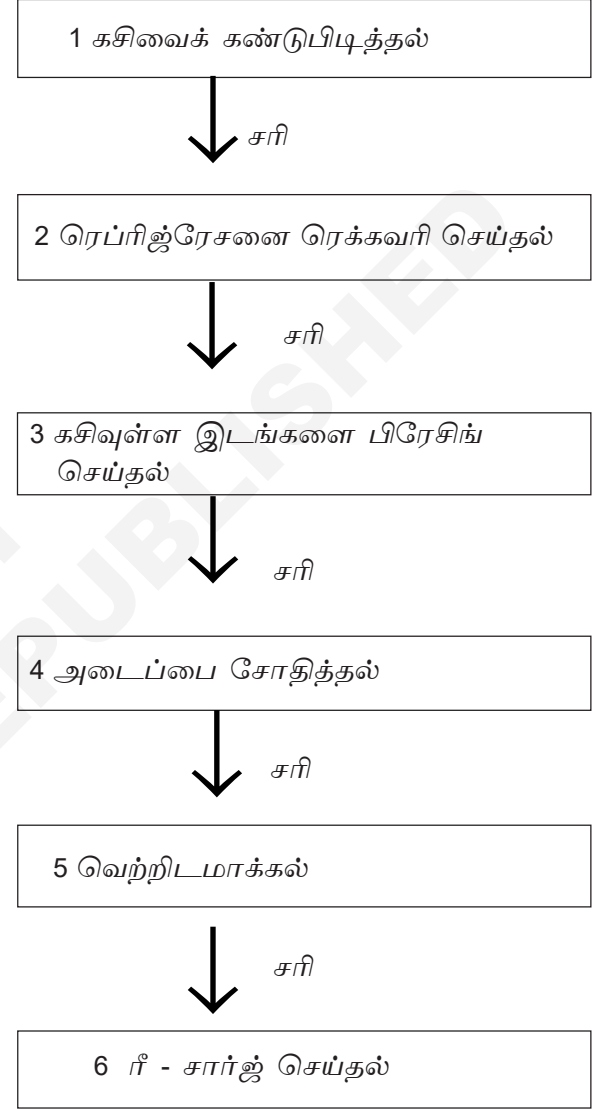 1 கசிவைக் கண்டுபிடித்தல்
சரி
2 ரெப்ரிஜ்ரேசனை ரெக்கவரி செய்தல்
சரி
3 கசிவுள்ள இடங்களை பிரேசிங்
செய்தல்
சரி
4 அடைப்பை சோதித்தல்
சரி
5 வெற்றிடமாக்கல்
சரி
6 ரீ - சார்ஜ் செய்தல்